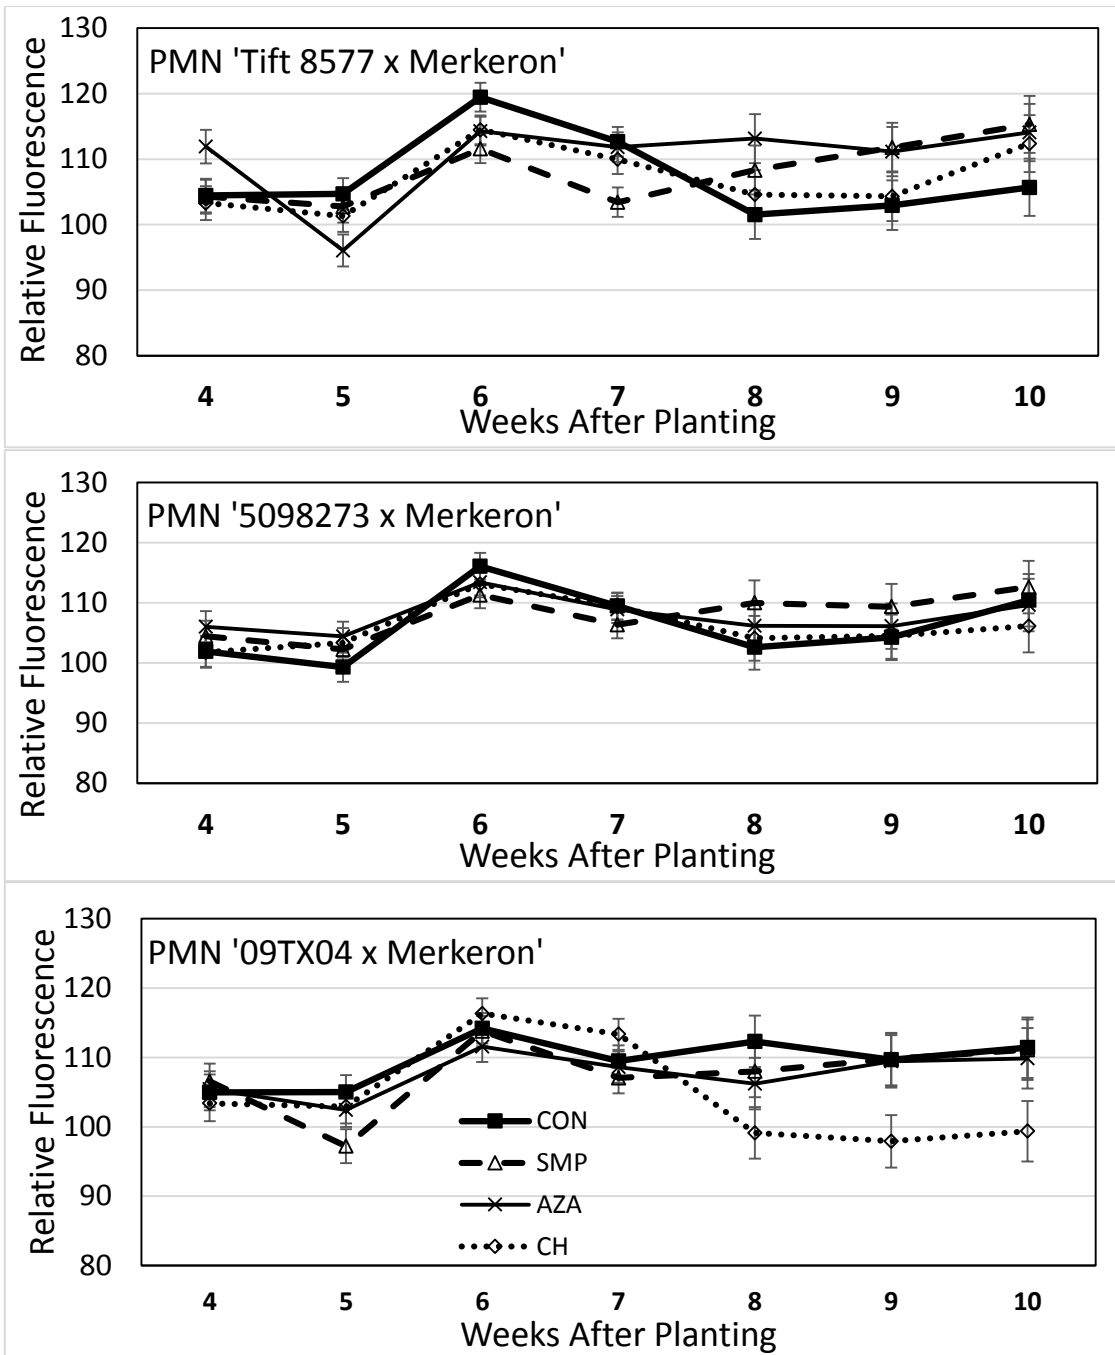 130
120
110
100
90
80
Relative Fluorescence
PMN 'Tift 8577 x Merkeron'
4 5 6 7 8 9 10
Weeks After Planting
130
120
110
100
90
80
Relative Fluorescence
PMN '5098273 x Merkeron'
4 5 6 7 8 9 10
Weeks After Planting
130
120
110
100
90
80
Relative Fluorescence
PMN '09TX04 x Merkeron'
CON
SMP
AZA
CH
4 5 6 7 8 9 10
Weeks After Planting